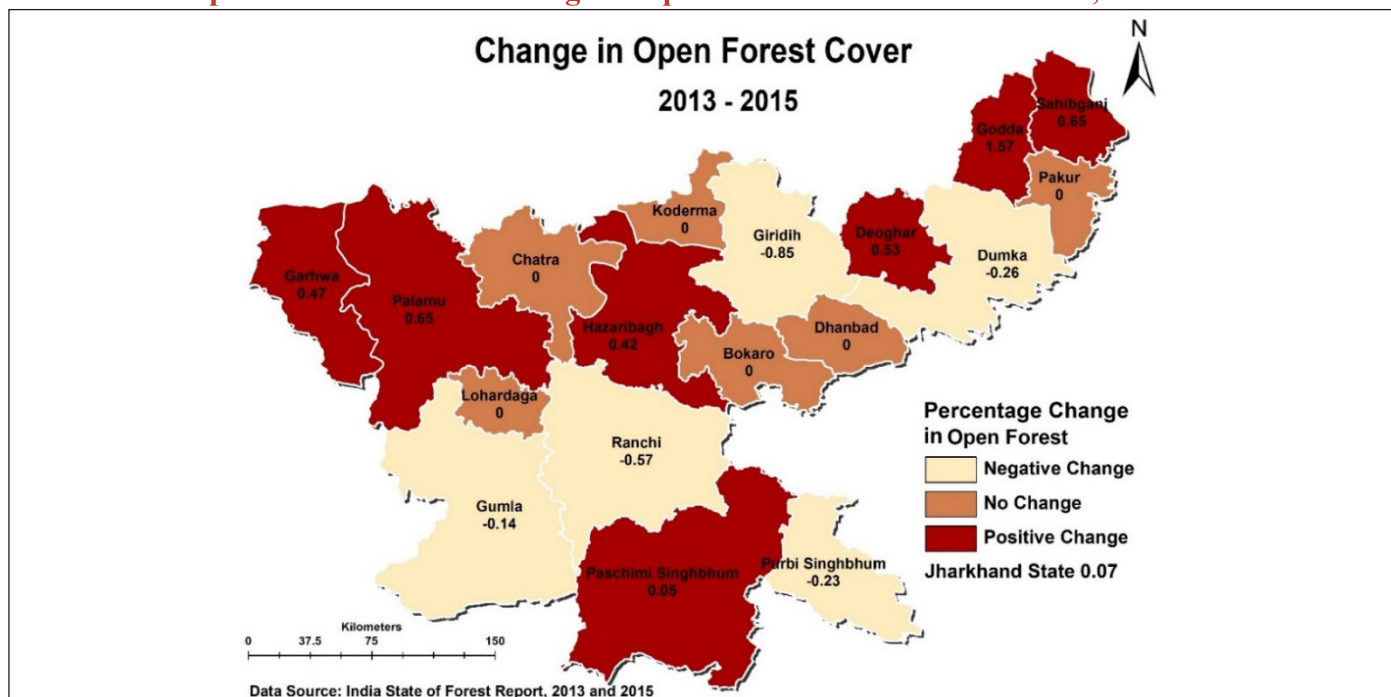 Change in Open Forest Cover
2013 - 2015
N
Sahibganj
0.65
Godda
1.57
Pakur
0
Koderma
0
Giridih
-0.85
Deoghar
0.53
Dumka
-0.26
Chatra
0
Garhwa
0.47
Palamu
0.65
Hazaribagh
0.42
Dhanbad
0
Bokaro
0
Lohardaga
0
Ranchi
-0.57
Gumla
-0.14
Paschimi Singhbhum
0.05
Purbi Singhbhum
-0.23
Percentage Change
in Open Forest
Negative Change
No Change
Positive Change
Jharkhand State 0.07
Kilometers
0 37.5 75 150
Data Source: India State of Forest Report, 2013 and 2015